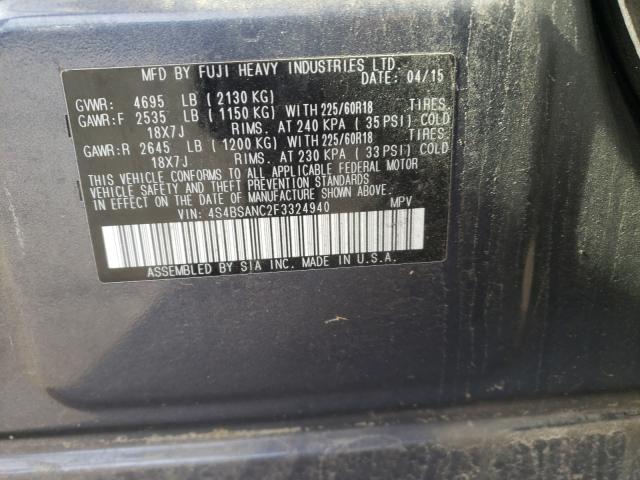 MFD BY FUJI HEAVY INDUSTRIES LTD.
DATE: 04/15
GVWR: 4695 LB ( 2130 KG)
GAWR:F 2535 LB ( 1150 KG) WITH 225/60R18 TIRES,
18X7J RIMS, AT 240 KPA ( 35 PSI) COLD
GAWR:R 2645 LB ( 1200 KG) WITH 225/60R18 TIRES,
18X7J RIMS, AT 230 KPA ( 33 PSI) COLD
THIS VEHICLE CONFORMS TO ALL APPLICABLE FEDERAL MOTOR
VEHICLE SAFETY AND THEFT PREVENTION STANDARDS
IN EFFECT ON THE DATE OF MANUFACTURE SHOWN ABOVE.
VIN: 4S4BSANC2F3324940 MPV
ASSEMBLED BY SIA INC. MADE IN U.S.A.